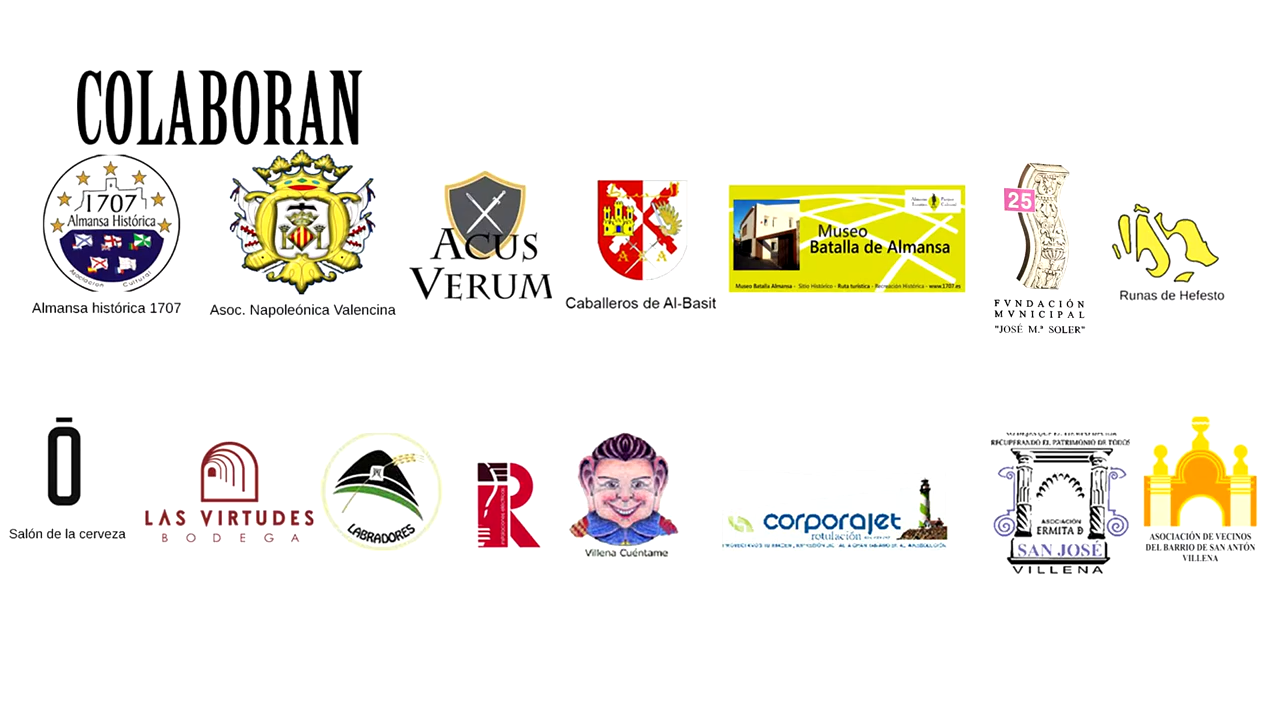 COLABORAN
1707
Almansa Histórica
Asociacion Cultural
Almansa histórica 1707
Asoc. Napoleónica Valencina
ACUS
VERUM
Caballeros de Al-Basit
Museo
Batalla de Almansa
Museo Batalla Almansa - Sitio Histórico - Ruta turística - Recreación Histórica - www.1707.es
25
FVNDACIÓN
MVNICIPAL
"JOSÉ M.ª SOLER"
Runas de Hefesto
Salón de la cerveza
LAS VIRTUDES
BODEGA
LABRADORES
R
Villena Cuéntame
corporajet
rotulación
RECUPERANDO EL PATRIMONIO DE TODOS
ASOCIACIÓN
ERMITA D
SAN JOSÉ
VILLENA
ASOCIACIÓN DE VECINOS
DEL BARRIO DE SAN ANTÓN
VILLENA